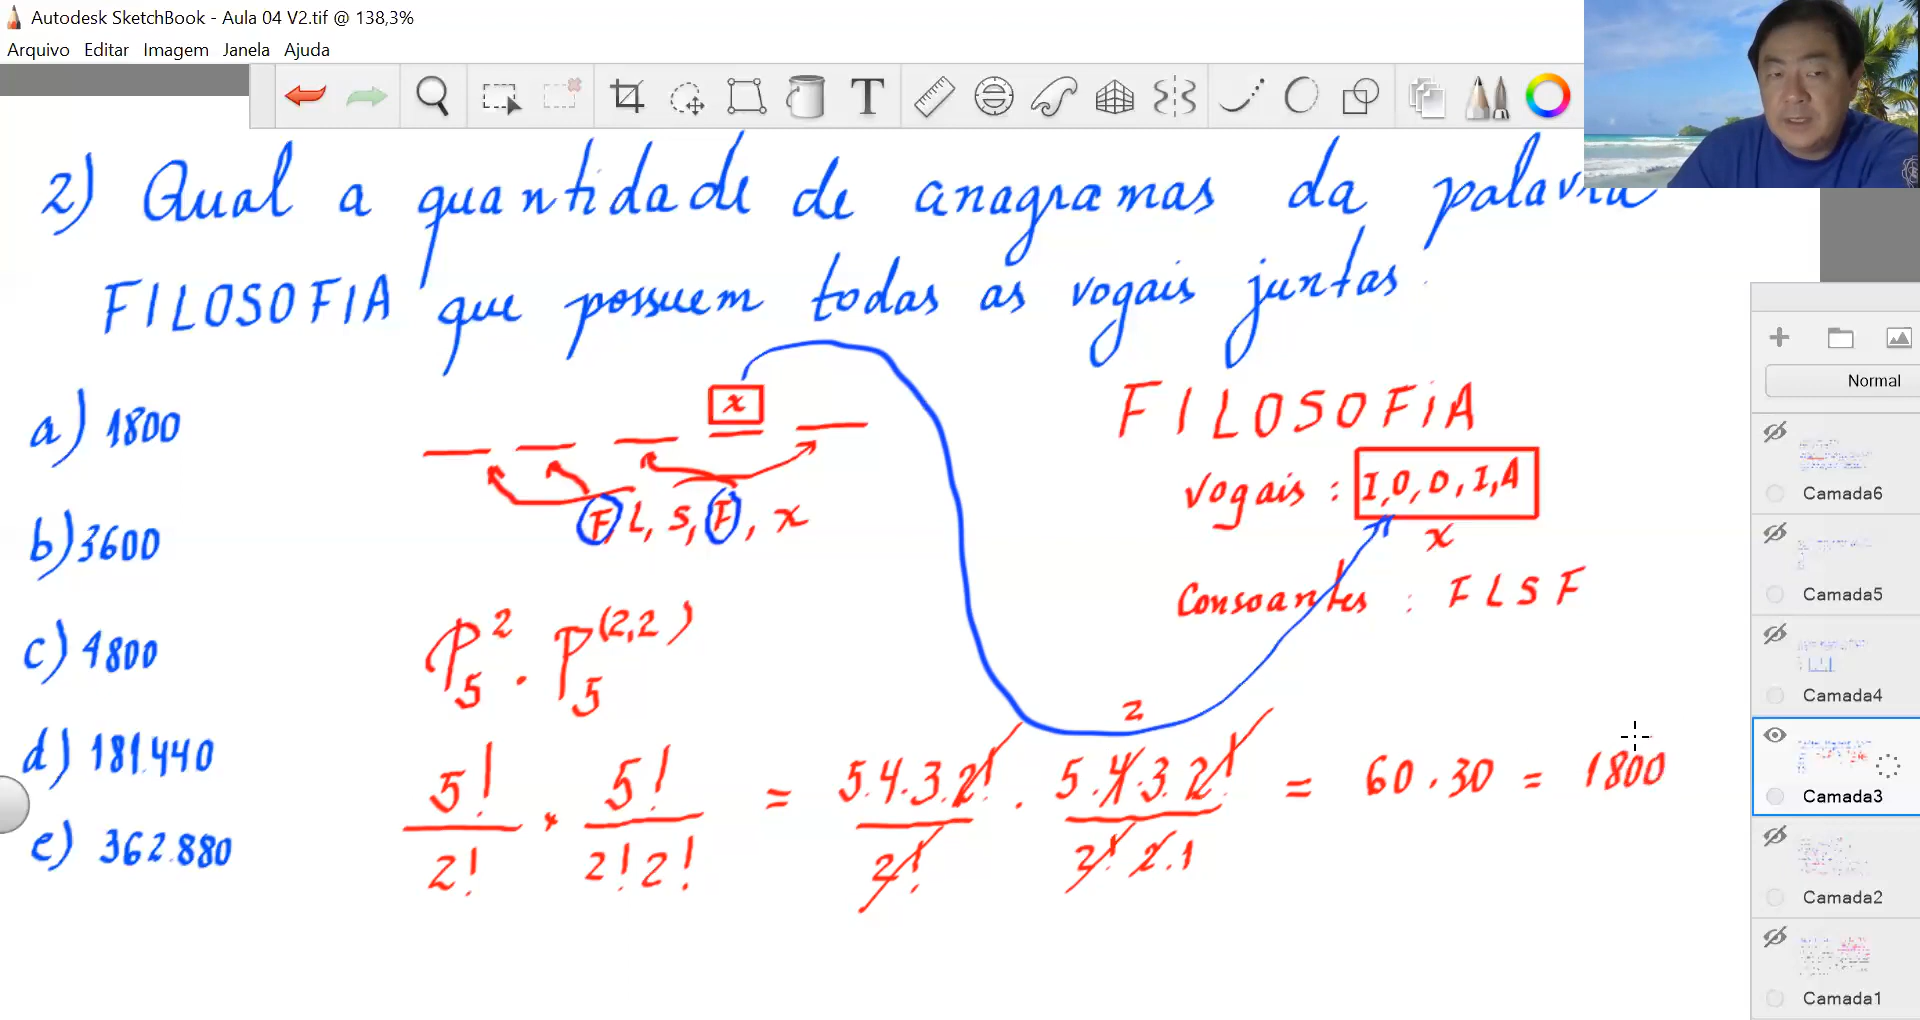 Autodesk SketchBook - Aula 04 V2.tif @ 138,3%
Arquivo Editar Imagem Janela Ajuda
2) Qual a quantidade de anagramas da palavra
FILOSOFIA que possuem todas as vogais juntas.
a) 1800
b) 3600
c) 4800
d) 181.440
e) 362.880
x
F, L, S, F, x
FILOSOFIA
vogais : I, O, O, I, A
x
Consoantes : F L S F
P5^2 . P5^(2,2)
2
5!/2! * 5!/2!2! = 5.4.3.2!/2! . 5.4.3.2!/2! 2.1 = 60.30 = 1800
Normal
Camada6
Camada5
Camada4
Camada3
Camada2
Camada1